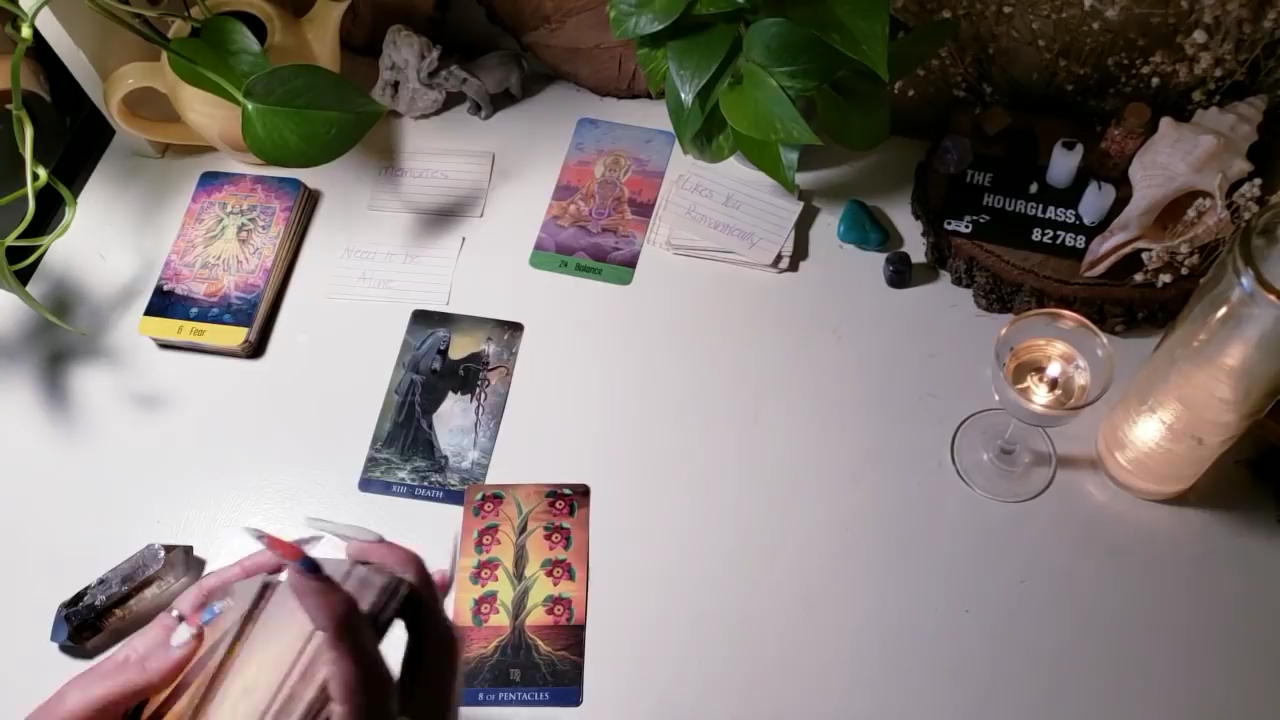 Memories
Need to be
Alone
Likes You
Romantically
24 Balance
6 Fear
THE
HOURGLASS.
82768
XIII - DEATH
8 OF PENTACLES